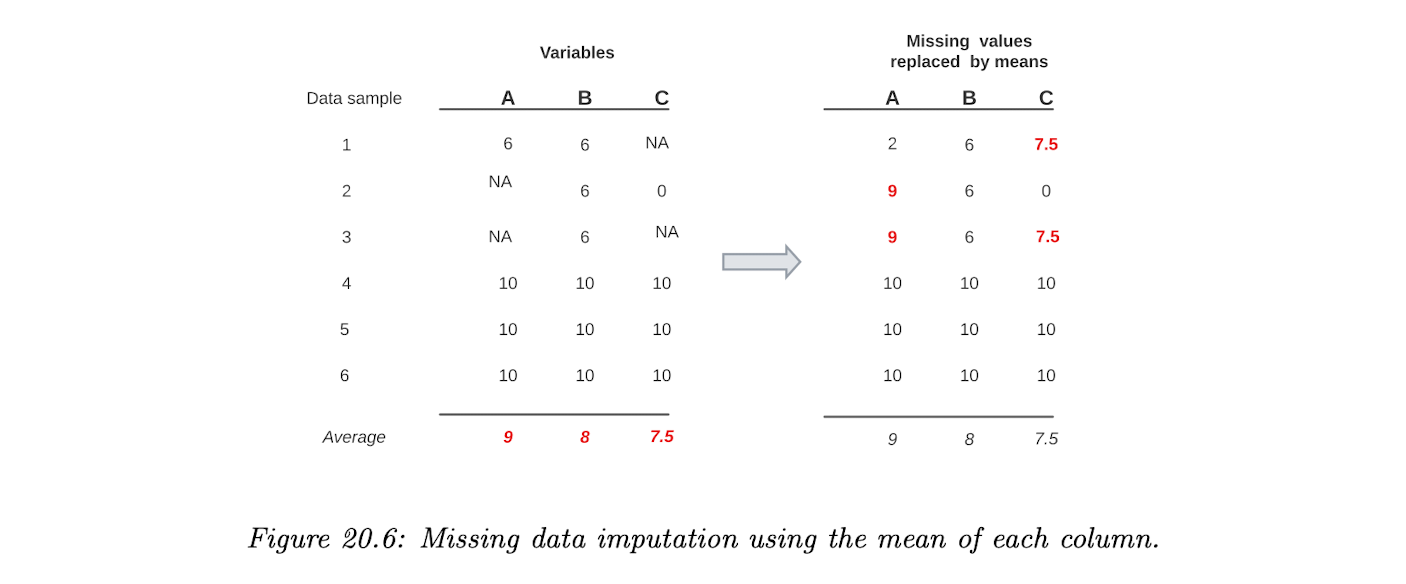 Variables
Missing values
replaced by means
Data sample A B C A B C
1 6 6 NA 2 6 7.5
2 NA 6 0 9 6 0
3 NA 6 NA 9 6 7.5
4 10 10 10 10 10 10
5 10 10 10 10 10 10
6 10 10 10 10 10 10
Average 9 8 7.5 9 8 7.5
Figure 20.6: Missing data imputation using the mean of each column.